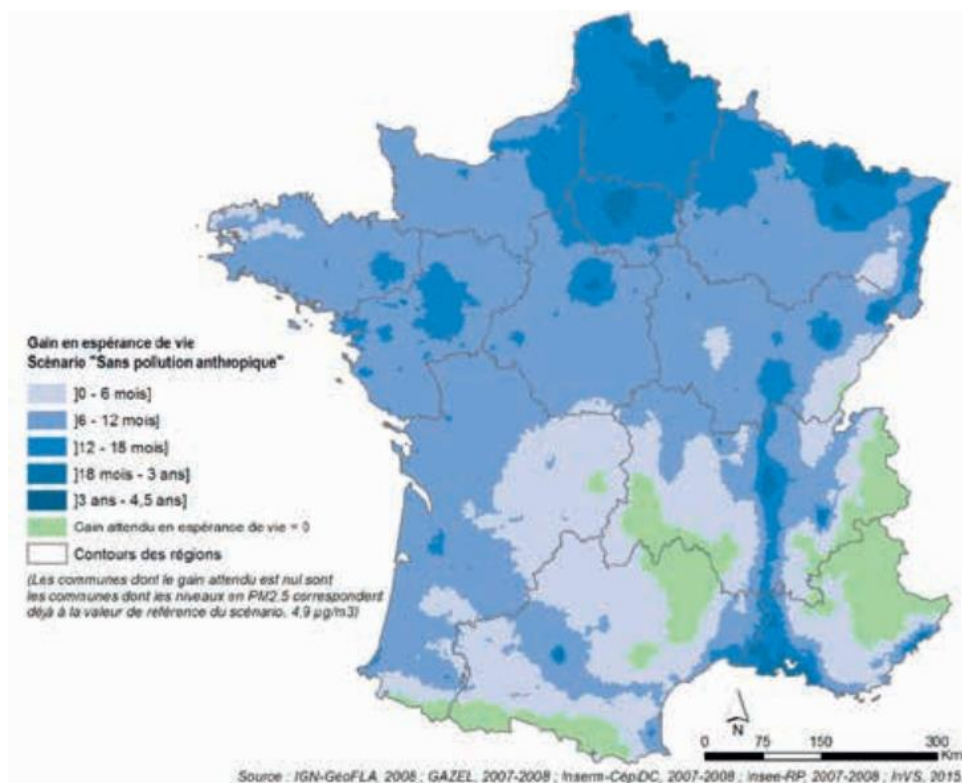 Gain en espérance de vie
Scénario "Sans pollution anthropique"
]0 - 6 mois]
]6 - 12 mois]
]12 - 18 mois]
]18 mois - 3 ans]
]3 ans - 4,5 ans]
Gain attendu en espérance de vie = 0
Contours des régions
(Les communes dont le gain attendu est nul sont
les communes dont les niveaux en PM2.5 correspondent
déjà à la valeur de reférence du scénario, 4,9 µg/m3)
N
0 75 150 300
Km
Source : IGN-GéoFLA, 2008 ; GAZEL, 2007-2008 ; Inserm-CépiDC, 2007-2008 ; Insee-RP, 2007-2008 ; InVS, 2015